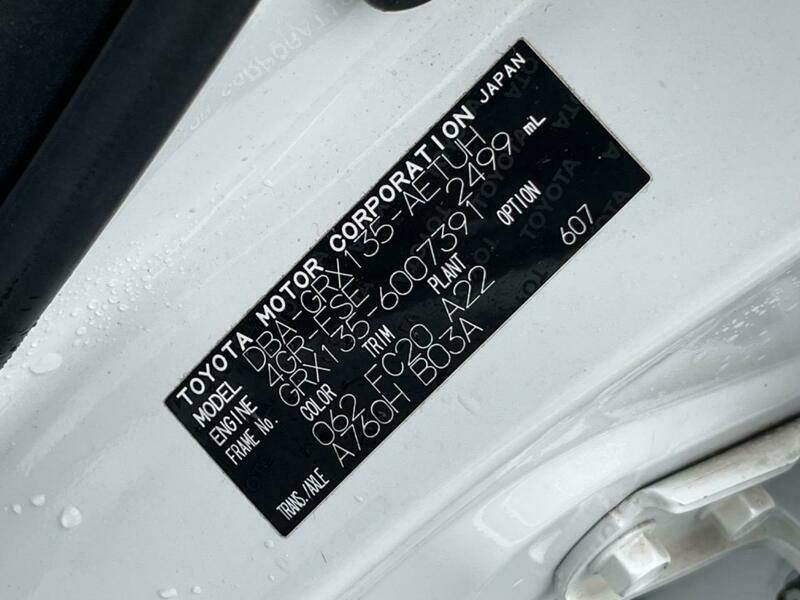 TOYOTA MOTOR CORPORATION JAPAN
MODEL DBA-GRX135-AETUH
ENGINE 4GR-FSE 2499 mL
FRAME No. GRX135-6007391
COLOR TRIM PLANT OPTION
062 FC20 A22 607
TRANS./AXLE A760H B03A